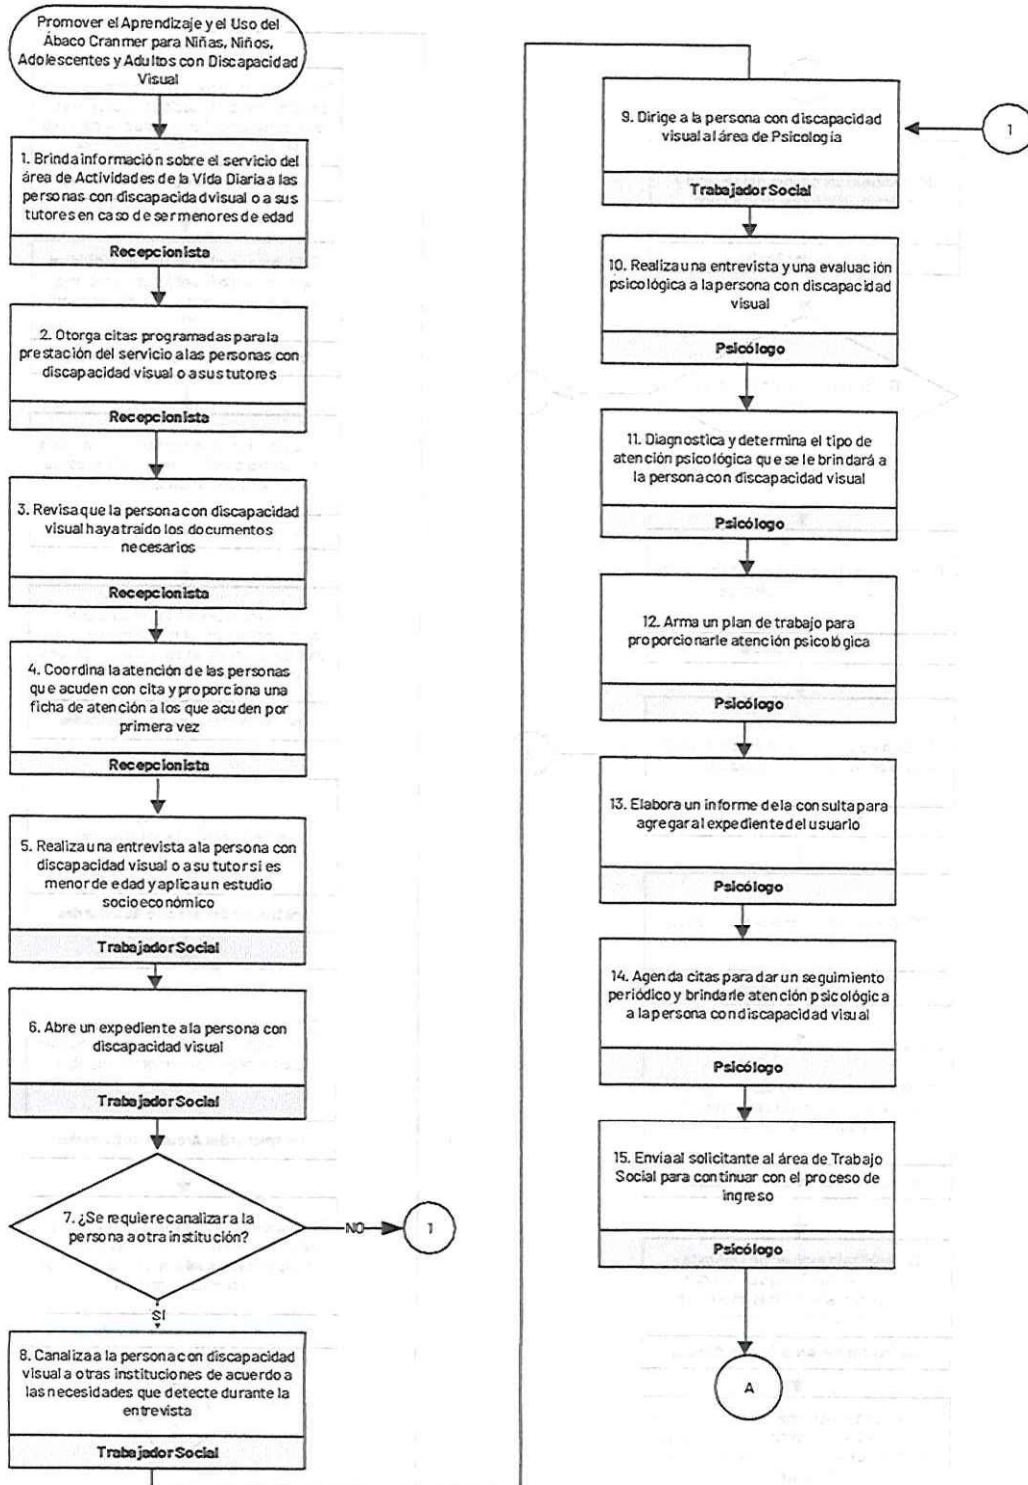 Promover el Aprendizaje y el Uso del
Ábaco Cranmer para Niñas, Niños,
Adolescentes y Adultos con Discapacidad
Visual
1. Brinda información sobre el servicio del
área de Actividades de la Vida Diaria a las
personas con discapacidad visual o a sus
tutores en caso de ser menores de edad
Recepcionista
2. Otorga citas programadas para la
prestación del servicio a las personas con
discapacidad visual o a sus tutores
Recepcionista
3. Revisa que la persona con discapacidad
visual haya traído los documentos
necesarios
Recepcionista
4. Coordina la atención de las personas
que acuden con cita y proporciona una
ficha de atención a los que acuden por
primera vez
Recepcionista
5. Realiza una entrevista a la persona con
discapacidad visual o a su tutor si es
menor de edad y aplica un estudio
socioeconómico
Trabajador Social
6. Abre un expediente a la persona con
discapacidad visual
Trabajador Social
7. ¿Se requiere canalizar a la
persona a otra institución?
NO
1
SÍ
8. Canaliza a la persona con discapacidad
visual a otras instituciones de acuerdo a
las necesidades que detecte durante la
entrevista
Trabajador Social
9. Dirige a la persona con discapacidad
visual al área de Psicología
Trabajador Social
1
10. Realiza una entrevista y una evaluación
psicológica a la persona con discapacidad
visual
Psicólogo
11. Diagnostica y determina el tipo de
atención psicológica que se le brindará a
la persona con discapacidad visual
Psicólogo
12. Arma un plan de trabajo para
proporcionarle atención psicológica
Psicólogo
13. Elabora un informe de la consulta para
agregar al expediente del usuario
Psicólogo
14. Agenda citas para dar un seguimiento
periódico y brindarle atención psicológica
a la persona con discapacidad visual
Psicólogo
15. Envía al solicitante al área de Trabajo
Social para continuar con el proceso de
ingreso
Psicólogo
A